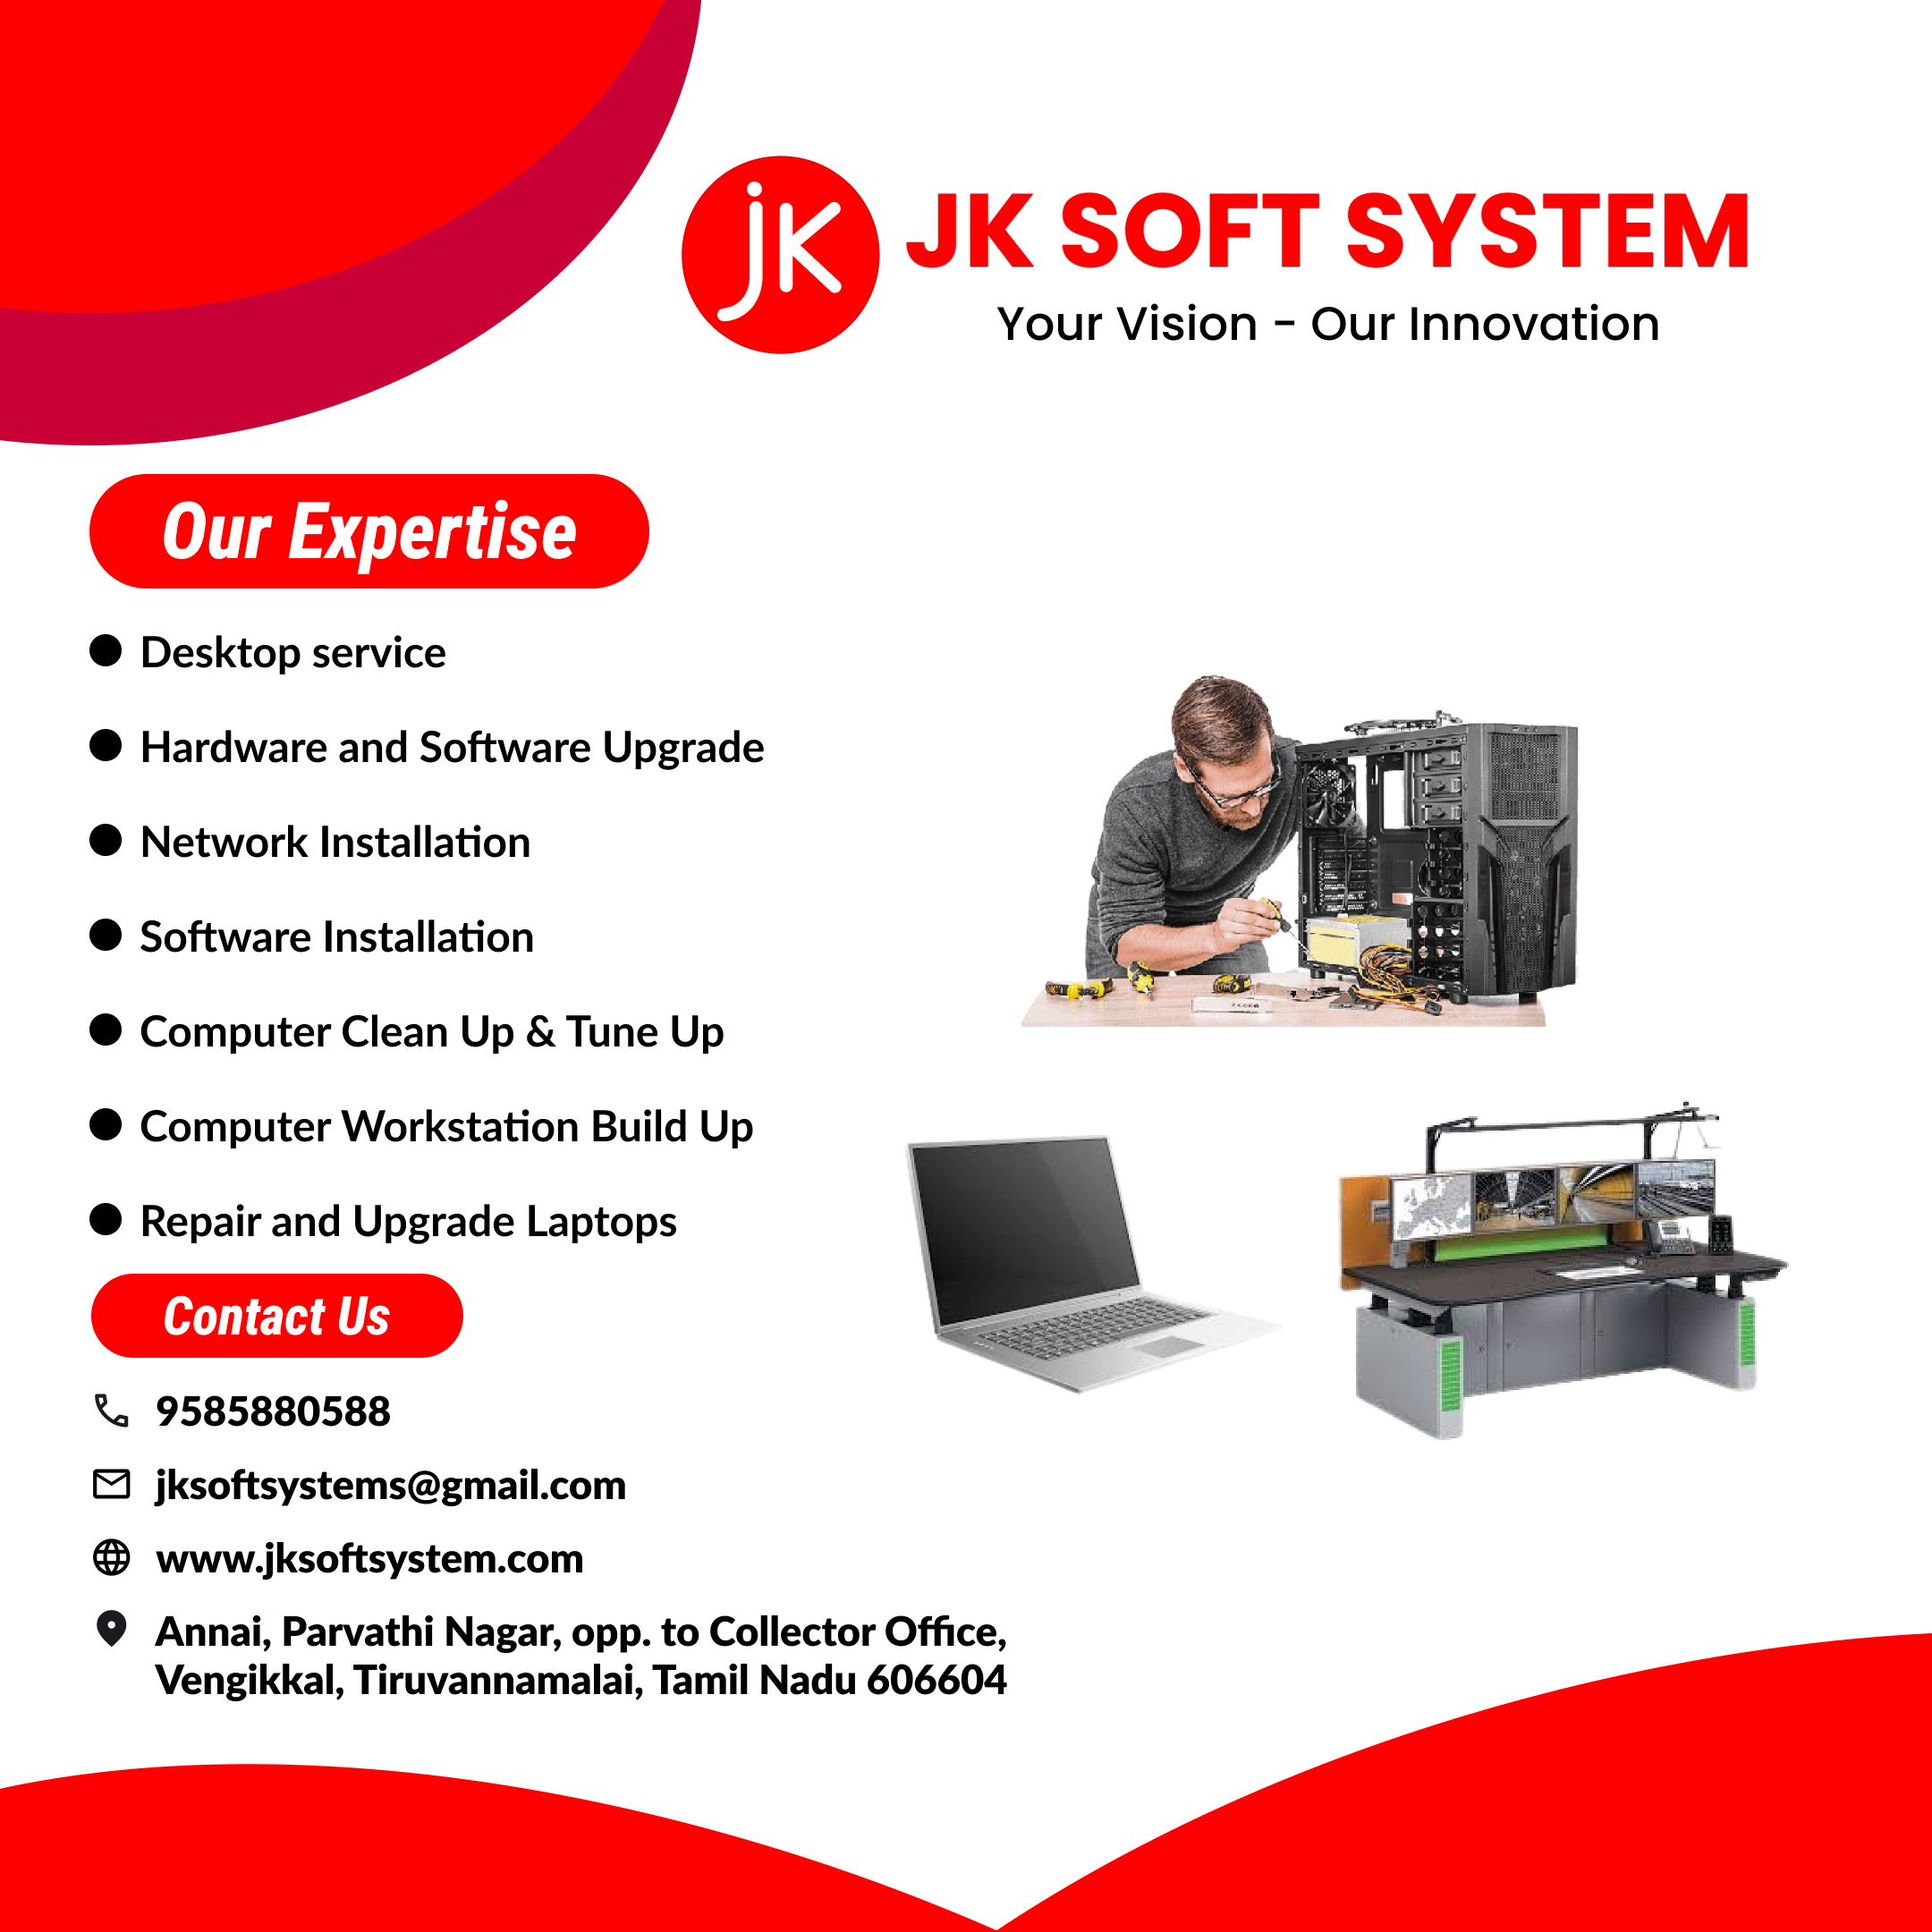 JK
JK SOFT SYSTEM
Your Vision - Our Innovation
Our Expertise
Desktop service
Hardware and Software Upgrade
Network Installation
Software Installation
Computer Clean Up & Tune Up
Computer Workstation Build Up
Repair and Upgrade Laptops
Contact Us
9585880588
jksoftsystems@gmail.com
www.jksoftsystem.com
Annai, Parvathi Nagar, opp. to Collector Office,
Vengikkal, Tiruvannamalai, Tamil Nadu 606604